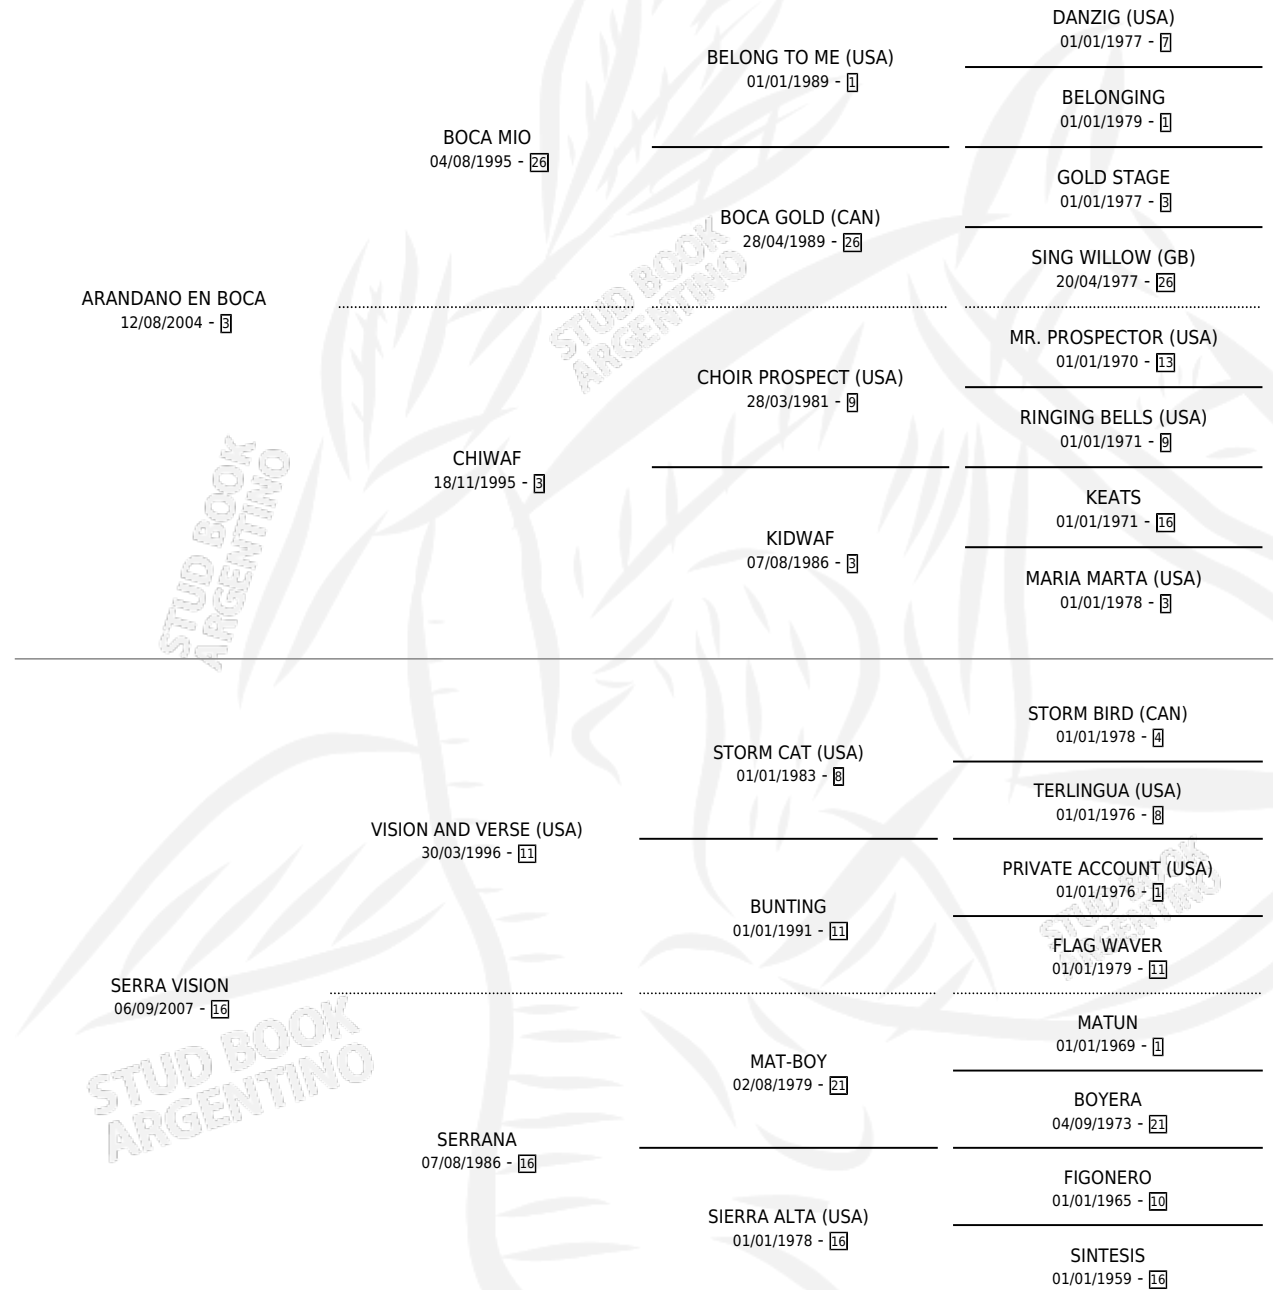 DANZIG (USA)
01/01/1977 - 7
BELONG TO ME (USA)
01/01/1989 - 1
BELONGING
01/01/1979 - 1
BOCA MIO
04/08/1995 - 26
GOLD STAGE
01/01/1977 - 3
BOCA GOLD (CAN)
28/04/1989 - 26
SING WILLOW (GB)
20/04/1977 - 26
ARANDANO EN BOCA
12/08/2004 - 3
MR. PROSPECTOR (USA)
01/01/1970 - 13
CHOIR PROSPECT (USA)
28/03/1981 - 9
RINGING BELLS (USA)
01/01/1971 - 9
CHIWAF
18/11/1995 - 3
KEATS
01/01/1971 - 16
KIDWAF
07/08/1986 - 3
MARIA MARTA (USA)
01/01/1978 - 3
STUD BOOK
ARGENTINO
STUD BOOK
ARGENTINO
STORM BIRD (CAN)
01/01/1978 - 4
STORM CAT (USA)
01/01/1983 - 8
TERLINGUA (USA)
01/01/1976 - 8
VISION AND VERSE (USA)
30/03/1996 - 11
PRIVATE ACCOUNT (USA)
01/01/1976 - 1
BUNTING
01/01/1991 - 11
FLAG WAVER
01/01/1979 - 11
STUD BOOK
ARGENTINO
SERRA VISION
06/09/2007 - 16
MATUN
01/01/1969 - 1
MAT-BOY
02/08/1979 - 21
BOYERA
04/09/1973 - 21
SERRANA
07/08/1986 - 16
FIGONERO
01/01/1965 - 10
SIERRA ALTA (USA)
01/01/1978 - 16
SINTESIS
01/01/1959 - 16
STUD BOOK
ARGENTINO